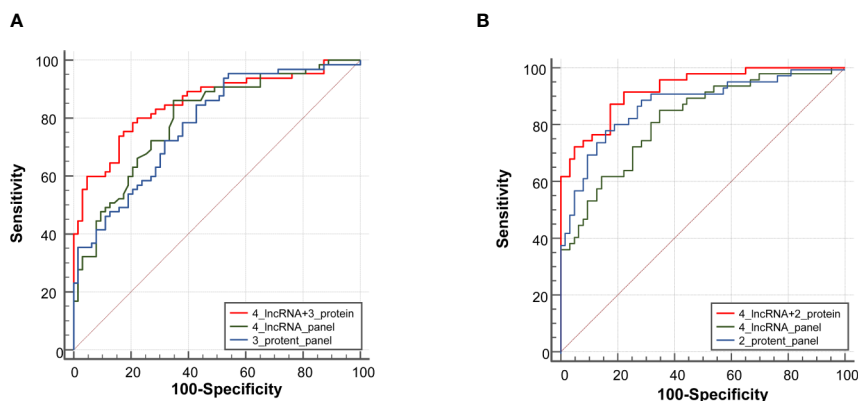 A
Sensitivity
100
80
60
40
20
0
0 20 40 60 80 100
100-Specificity
4_lncRNA+3_protein
4_lncRNA_panel
3_protent_panel
B
Sensitivity
100
80
60
40
20
0
0 20 40 60 80 100
100-Specificity
4_lncRNA+2_protein
4_lncRNA_panel
2_protent_panel